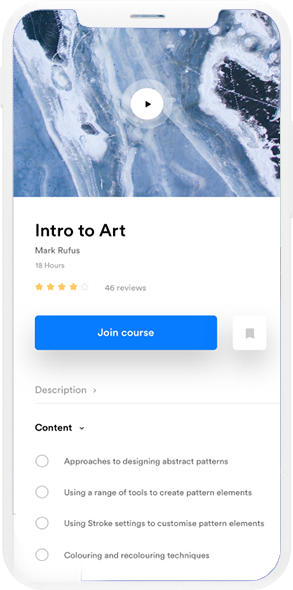 Intro to Art
Mark Rufus
18 Hours
46 reviews
Join course
Description
Content
Approaches to designing abstract patterns
Using a range of tools to create pattern elements
Using Stroke settings to customise pattern elements
Colouring and recolouring techniques